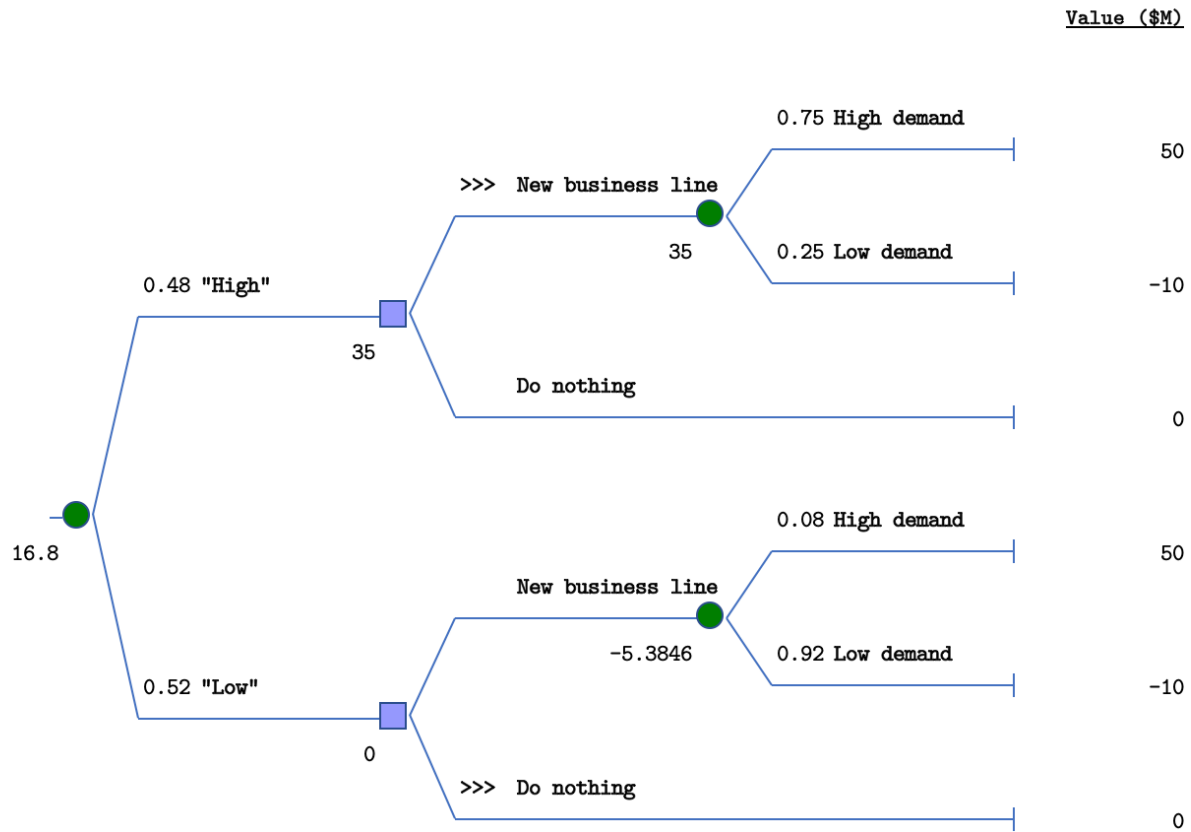 Value ($M)
0.75 High demand
50
>>> New business line
35
0.25 Low demand
-10
0.48 "High"
35
Do nothing
0
16.8
0.08 High demand
50
New business line
-5.3846
0.92 Low demand
-10
0.52 "Low"
0
>>> Do nothing
0